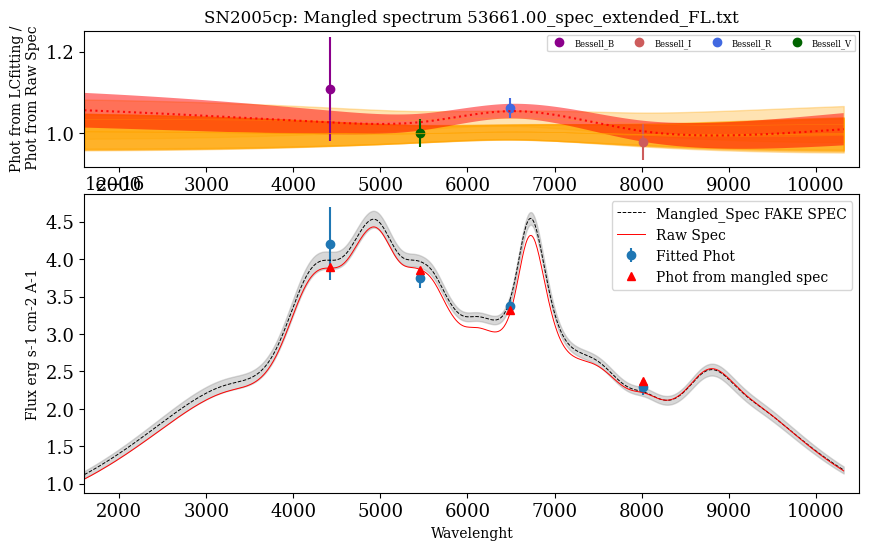 SN2005cp: Mangled spectrum 53661.00_spec_extended_FL.txt
Phot from LCfitting /
Phot from Raw Spec
1.2
1.0
Bessell_B
Bessell_I
Bessell_R
Bessell_V
2000 3000 4000 5000 6000 7000 8000 9000 10000
1e−16
Flux erg s-1 cm-2 A-1
4.5
4.0
3.5
3.0
2.5
2.0
1.5
1.0
Mangled_Spec FAKE SPEC
Raw Spec
Fitted Phot
Phot from mangled spec
2000 3000 4000 5000 6000 7000 8000 9000 10000
Wavelenght